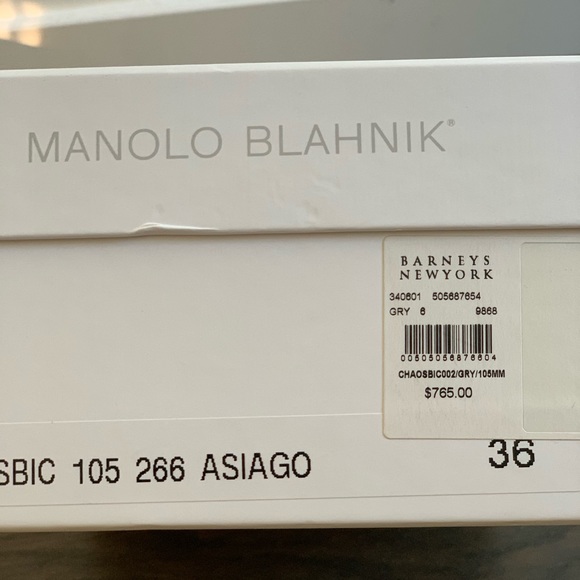 MANOLO BLAHNIK®
BARNEYS
NEWYORK
340601 505687654
GRY 6 9868
00505056876604
CHAOSBIC002/GRY/105MM
$765.00
SBIC 105 266 ASIAGO
36